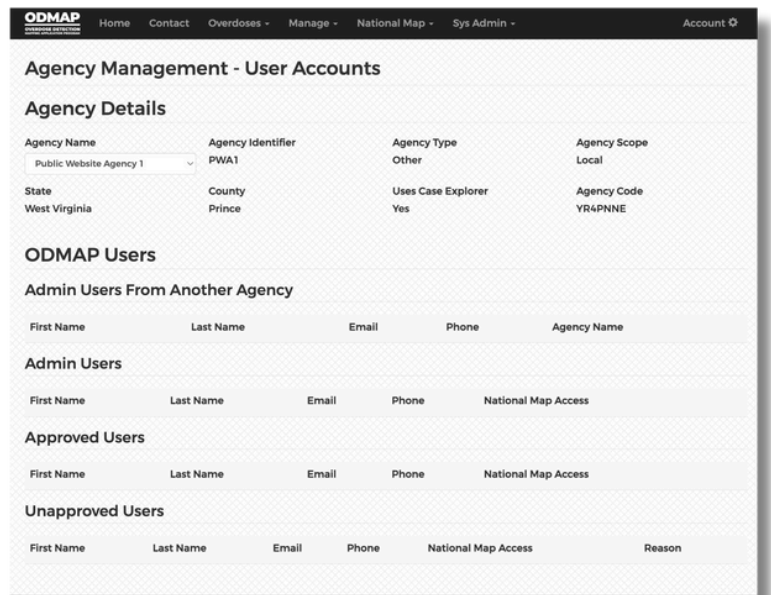 ODMAP Home Contact Overdoses Manage National Map Sys Admin Account
OVERDOSE DETECTION
MAPPING APPLICATION PROGRAM
Agency Management - User Accounts
Agency Details
Agency Name Agency Identifier Agency Type Agency Scope
Public Website Agency 1 PWA1 Other Local
State County Uses Case Explorer Agency Code
West Virginia Prince Yes YR4PNNE
ODMAP Users
Admin Users From Another Agency
First Name Last Name Email Phone Agency Name
Admin Users
First Name Last Name Email Phone National Map Access
Approved Users
First Name Last Name Email Phone National Map Access
Unapproved Users
First Name Last Name Email Phone National Map Access Reason